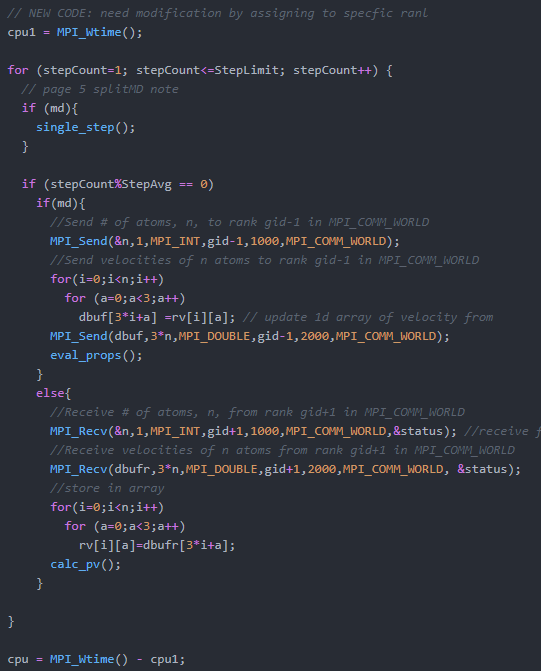 // NEW CODE: need modification by assigning to specfic ranl
cpu1 = MPI_Wtime();
for (stepCount=1; stepCount<=StepLimit; stepCount++) {
// page 5 splitMD note
if (md){
single_step();
}
if (stepCount%StepAvg == 0)
if(md){
//Send # of atoms, n, to rank gid-1 in MPI_COMM_WORLD
MPI_Send(&n,1,MPI_INT,gid-1,1000,MPI_COMM_WORLD);
//Send velocities of n atoms to rank gid-1 in MPI_COMM_WORLD
for(i=0;i<n;i++)
for (a=0;a<3;a++)
dbuf[3*i+a] =rv[i][a]; // update 1d array of velocity from
MPI_Send(dbuf,3*n,MPI_DOUBLE,gid-1,2000,MPI_COMM_WORLD);
eval_props();
}
else{
//Receive # of atoms, n, from rank gid+1 in MPI_COMM_WORLD
MPI_Recv(&n,1,MPI_INT,gid+1,1000,MPI_COMM_WORLD,&status); //receive
//Receive velocities of n atoms from rank gid+1 in MPI_COMM_WORLD
MPI_Recv(dbufr,3*n,MPI_DOUBLE,gid+1,2000,MPI_COMM_WORLD, &status);
//store in array
for(i=0;i<n;i++)
for (a=0;a<3;a++)
rv[i][a]=dbufr[3*i+a];
calc_pv();
}
}
cpu = MPI_Wtime() - cpu1;